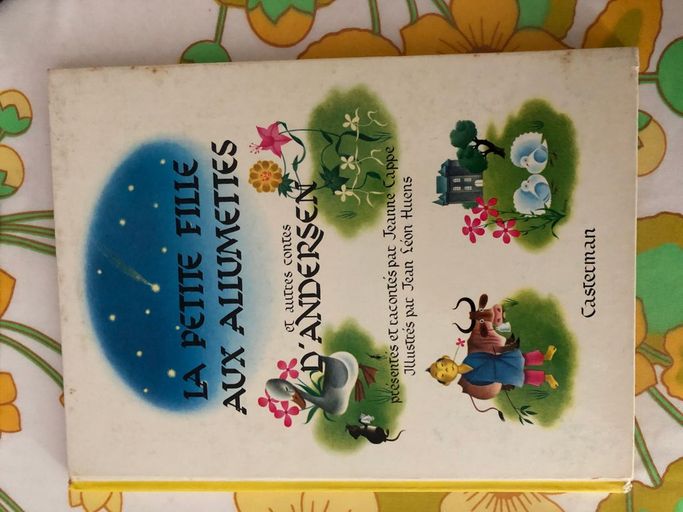 LA PETITE FILLE
AUX ALLUMETTES
et autres contes
D'ANDERSEN
présentés et racontés par Jeanne Cappe
Illustrés par Jean Léon Huens
Casterman